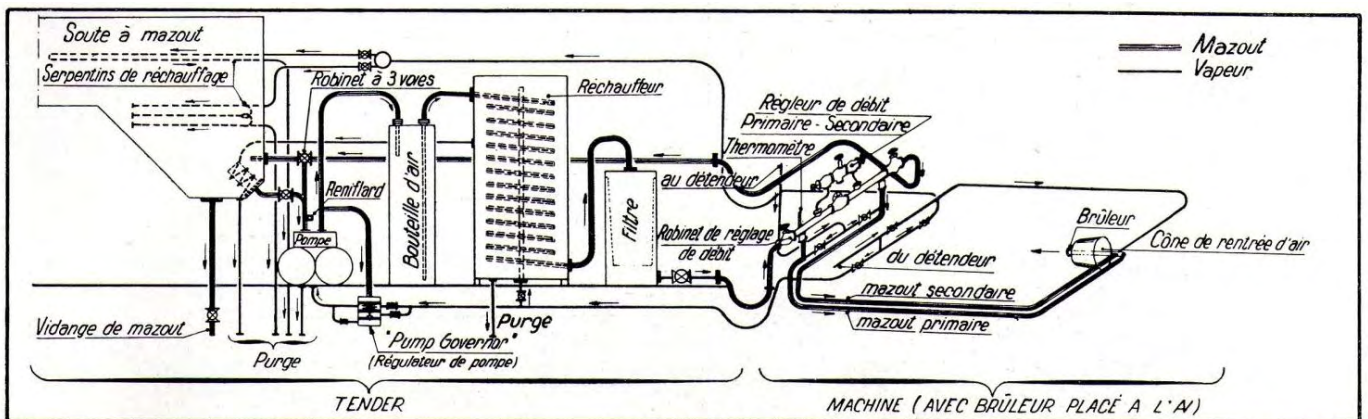 Soute à mazout
Serpentins de réchauffage
Robinet à 3 voies
Réchauffeur
Mazout
Vapeur
Régleur de débit
Primaire - Secondaire
Thermomètre
au détendeur
Reniflard
Bouteille d'air
Filtre
Pompe
Robinet de réglage
de débit
Brûleur
Cône de rentrée d'air
du détendeur
mazout secondaire
mazout primaire
Vidange de mazout
Purge
"Pump Governor"
(Régulateur de pompe)
Purge
TENDER
MACHINE (AVEC BRÛLEUR PLACÉ A L'AV)